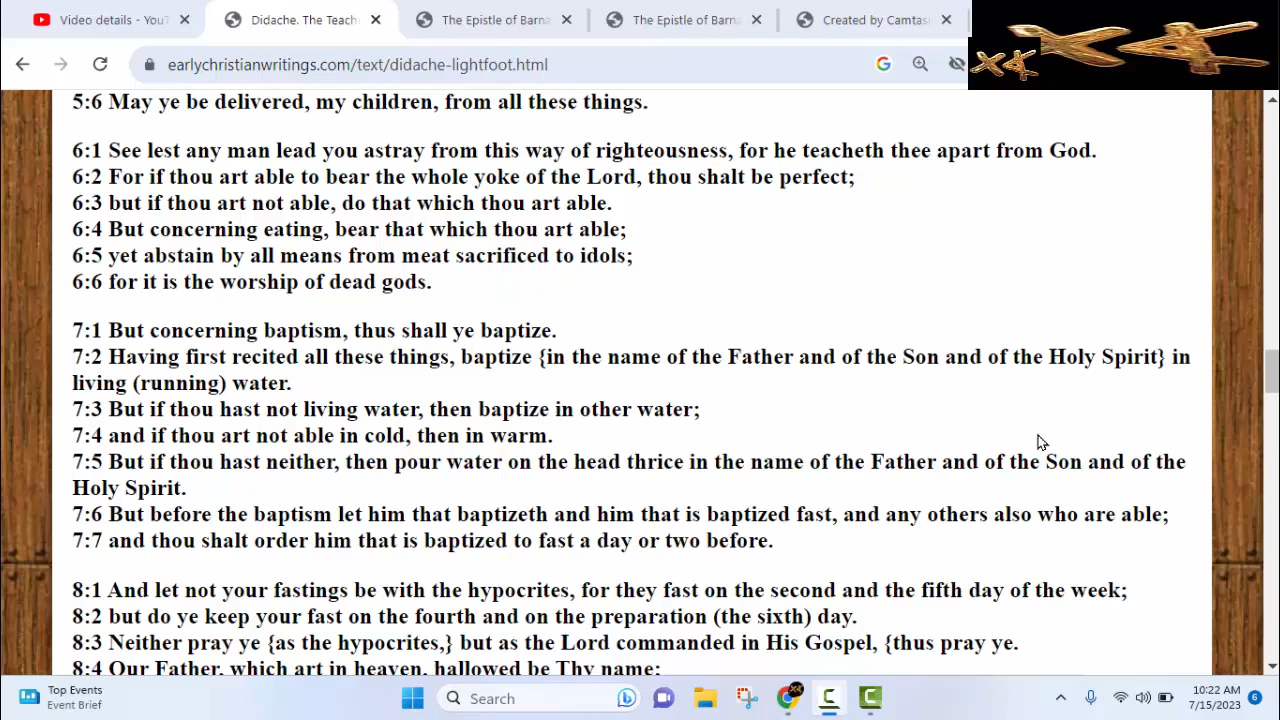 Video details - YouT
Didache. The Teach
The Epistle of Barna
The Epistle of Barna
Created by Camtas
X4
X4
earlychristianwritings.com/text/didache-lightfoot.html
5:6 May ye be delivered, my children, from all these things.
6:1 See lest any man lead you astray from this way of righteousness, for he teacheth thee apart from God.
6:2 For if thou art able to bear the whole yoke of the Lord, thou shalt be perfect;
6:3 but if thou art not able, do that which thou art able.
6:4 But concerning eating, bear that which thou art able;
6:5 yet abstain by all means from meat sacrificed to idols;
6:6 for it is the worship of dead gods.
7:1 But concerning baptism, thus shall ye baptize.
7:2 Having first recited all these things, baptize {in the name of the Father and of the Son and of the Holy Spirit} in
living (running) water.
7:3 But if thou hast not living water, then baptize in other water;
7:4 and if thou art not able in cold, then in warm.
7:5 But if thou hast neither, then pour water on the head thrice in the name of the Father and of the Son and of the
Holy Spirit.
7:6 But before the baptism let him that baptizeth and him that is baptized fast, and any others also who are able;
7:7 and thou shalt order him that is baptized to fast a day or two before.
8:1 And let not your fastings be with the hypocrites, for they fast on the second and the fifth day of the week;
8:2 but do ye keep your fast on the fourth and on the preparation (the sixth) day.
8:3 Neither pray ye {as the hypocrites,} but as the Lord commanded in His Gospel, {thus pray ye.
8:4 Our Father, which art in heaven, hallowed be Thy name;
Top Events
Event Brief
Search
10:22 AM
7/15/2023
6